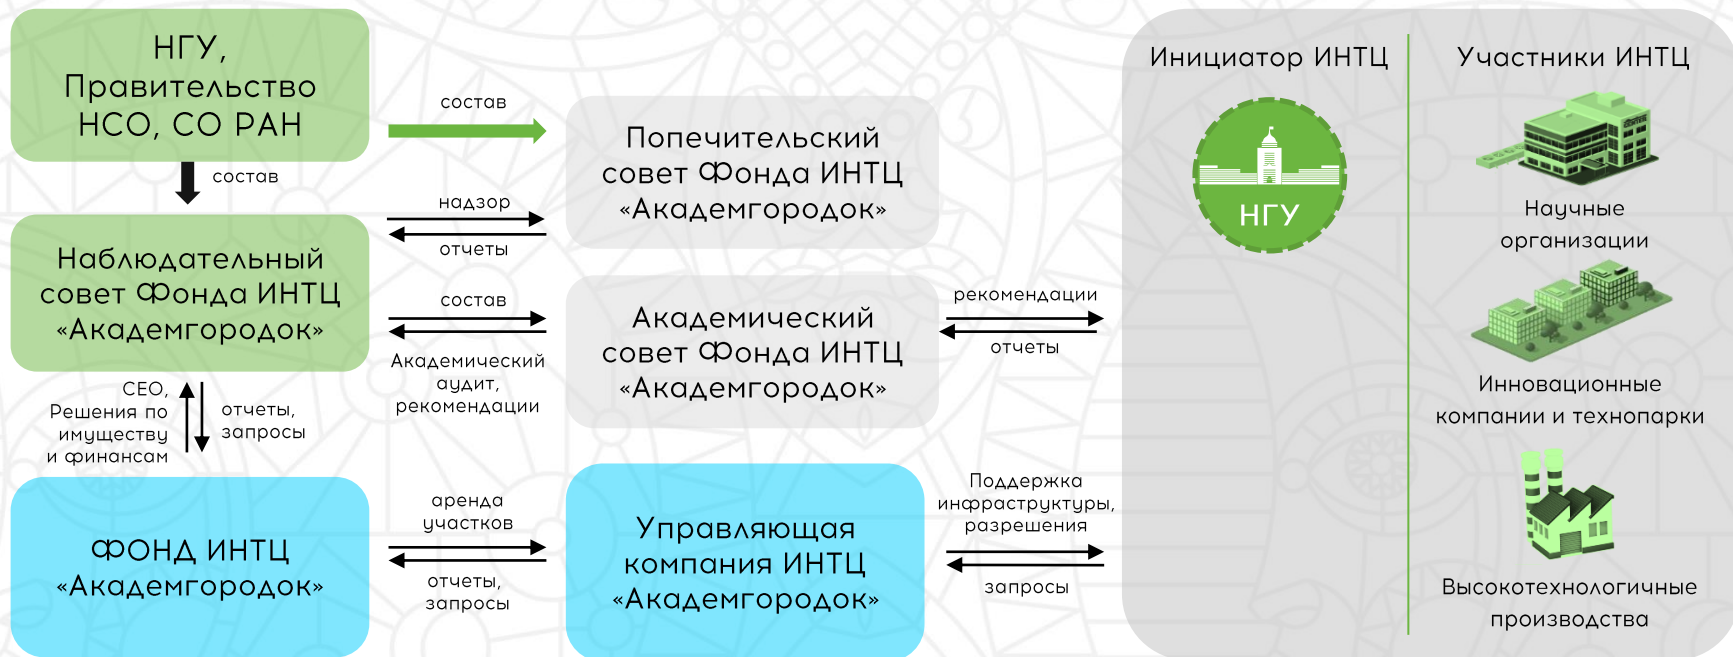 НГУ,
Правительство
НСО, СО РАН
состав
состав
Попечительский
совет Фонда ИНТЦ
«Академгородок»
надзор
отчеты
Наблюдательный
совет Фонда ИНТЦ
«Академгородок»
состав
Академический
аудит,
рекомендации
Академический
совет Фонда ИНТЦ
«Академгородок»
рекомендации
отчеты
CEO,
Решения по
имуществу
и финансам
отчеты,
запросы
ФОНД ИНТЦ
«Академгородок»
аренда
участков
отчеты,
запросы
Управляющая
компания ИНТЦ
«Академгородок»
Поддержка
инфраструктуры,
разрешения
запросы
Инициатор ИНТЦ
НГУ
Участники ИНТЦ
Научные
организации
Инновационные
компании и технопарки
Высокотехнологичные
производства